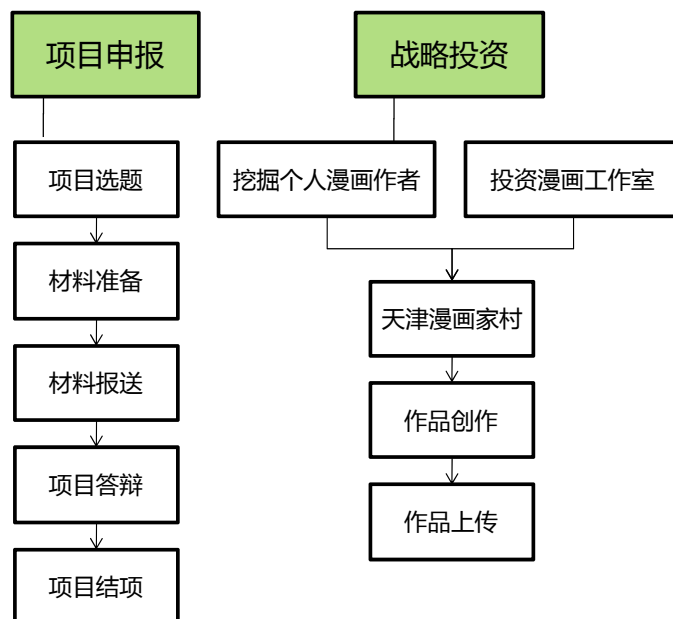 项目申报
战略投资
项目选题
挖掘个人漫画作者
投资漫画工作室
材料准备
天津漫画家村
材料报送
作品创作
项目答辩
作品上传
项目结项